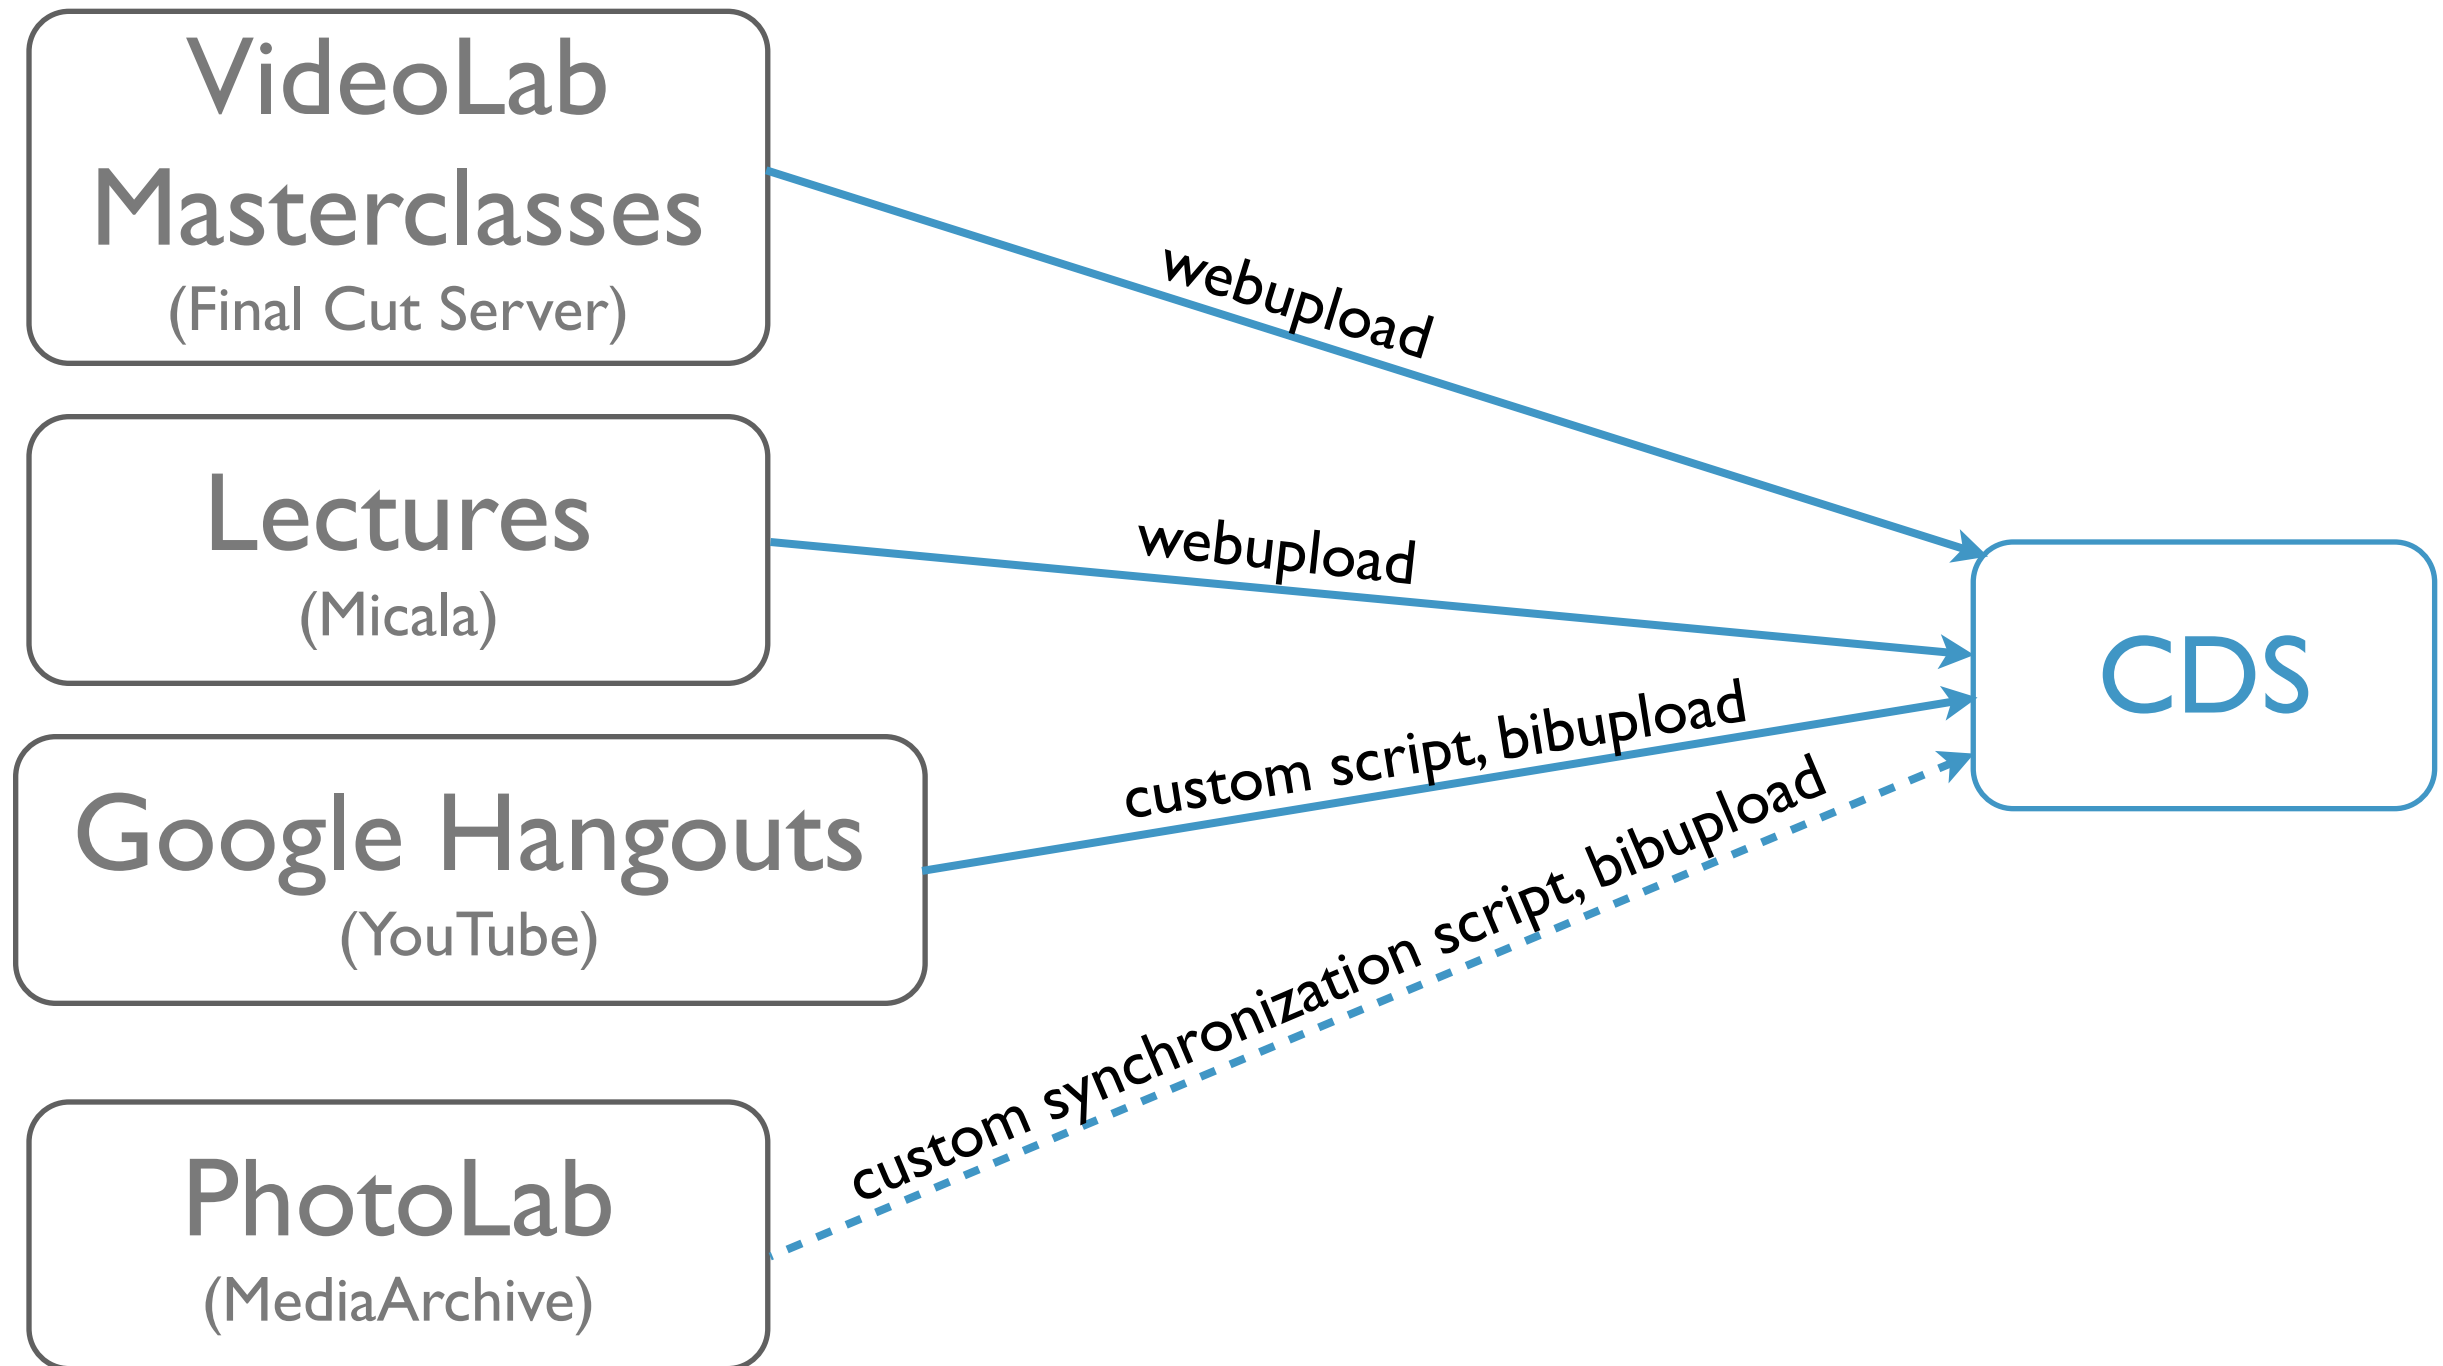 VideoLab
Masterclasses
(Final Cut Server)
webupload
Lectures
(Micala)
webupload
CDS
Google Hangouts
(YouTube)
custom script, bibupload
custom synchronization script, bibupload
PhotoLab
(MediaArchive)